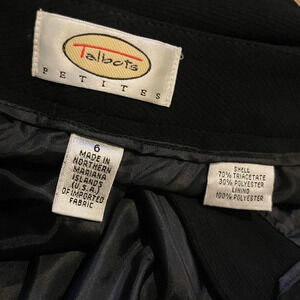 Talbots
PETITES
6
MADE IN
NORTHERN
MARIANA
ISLANDS
(U.S.A.)
OF IMPORTED
FABRIC
SHELL
70% TRIACETATE
30% POLYESTER
LINING
100% POLYESTER